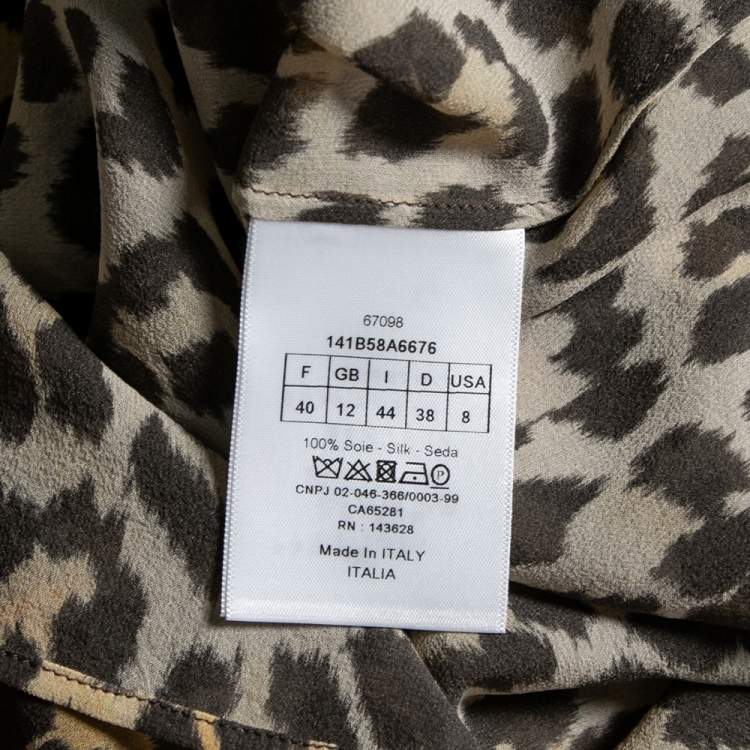 67098
141B58A6676
F GB I D USA
40 12 44 38 8
100% Soie - Silk - Seda
P
CNPJ 02-046-366/0003-99
CA65281
RN : 143628
Made In ITALY
ITALIA